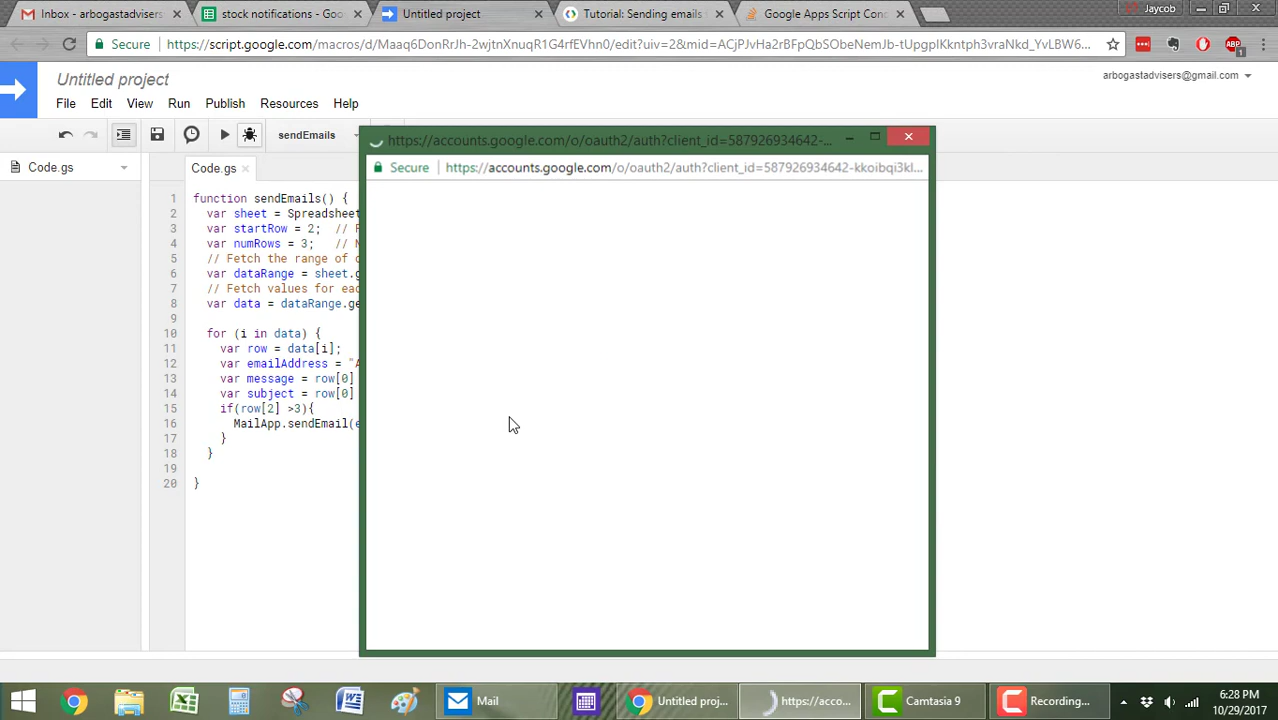 Inbox - arbogastadvisers
stock notifications - Goo
Untitled project
Tutorial: Sending emails
Google Apps Script Cond
Jaycob
Secure https://script.google.com/macros/d/Maaq6DonRrJh-2wjtnXnuqR1G4rfEVhn0/edit?uiv=2&mid=ACjPJvHa2rBFpQbSObeNemJb-tUpgpIKkntph3vraNkd_YvLBW6...
ABP
1
Untitled project
arbogastadvisers@gmail.com
File Edit View Run Publish Resources Help
sendEmails
Code.gs
Code.gs
https://accounts.google.com/o/oauth2/auth?client_id=587926934642-...
Secure https://accounts.google.com/o/oauth2/auth?client_id=587926934642-kkoibqi3kl...
1 function sendEmails() {
2 var sheet = Spreadsheet
3 var startRow = 2; // F
4 var numRows = 3; // N
5 // Fetch the range of c
6 var dataRange = sheet.g
7 // Fetch values for eac
8 var data = dataRange.ge
9
10 for (i in data) {
11 var row = data[i];
12 var emailAddress = "A
13 var message = row[0]
14 var subject = row[0]
15 if(row[2] >3){
16 MailApp.sendEmail(e
17 }
18 }
19
20 }
Mail
Untitled proj...
https://acco...
Camtasia 9
Recording...
6:28 PM
10/29/2017